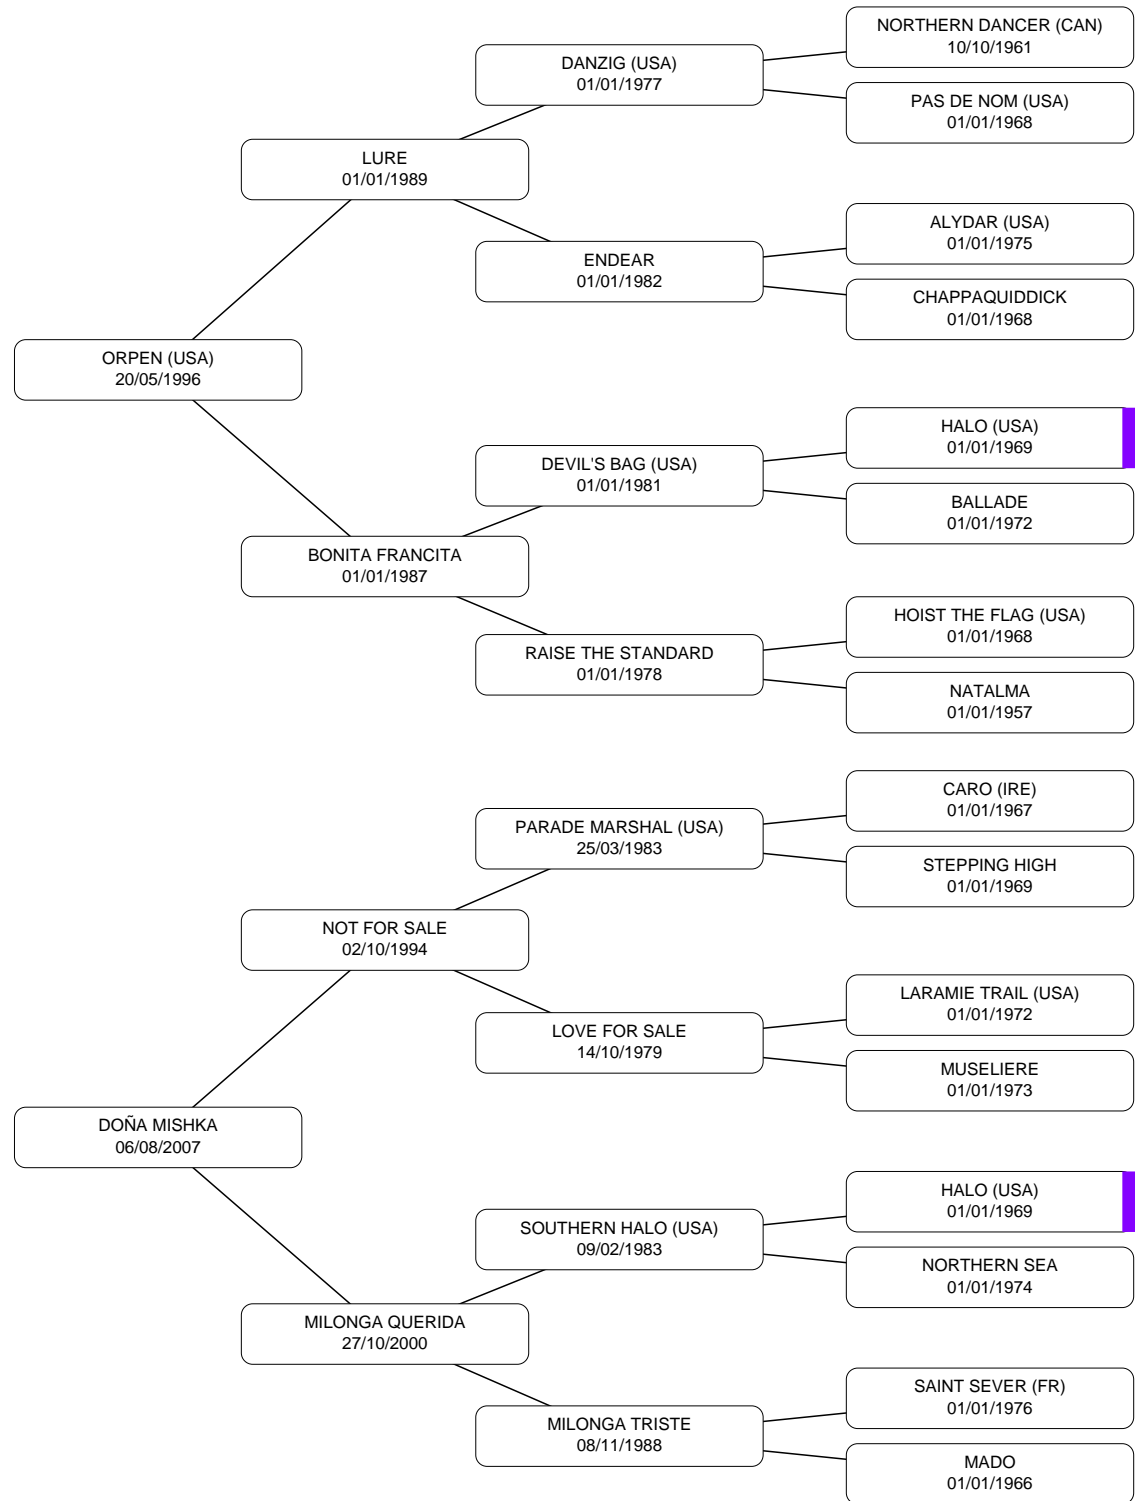 NORTHERN DANCER (CAN)
10/10/1961
DANZIG (USA)
01/01/1977
PAS DE NOM (USA)
01/01/1968
LURE
01/01/1989
ALYDAR (USA)
01/01/1975
ENDEAR
01/01/1982
CHAPPAQUIDDICK
01/01/1968
ORPEN (USA)
20/05/1996
HALO (USA)
01/01/1969
DEVIL'S BAG (USA)
01/01/1981
BALLADE
01/01/1972
BONITA FRANCITA
01/01/1987
HOIST THE FLAG (USA)
01/01/1968
RAISE THE STANDARD
01/01/1978
NATALMA
01/01/1957
CARO (IRE)
01/01/1967
PARADE MARSHAL (USA)
25/03/1983
STEPPING HIGH
01/01/1969
NOT FOR SALE
02/10/1994
LARAMIE TRAIL (USA)
01/01/1972
LOVE FOR SALE
14/10/1979
MUSELIERE
01/01/1973
DOÑA MISHKA
06/08/2007
HALO (USA)
01/01/1969
SOUTHERN HALO (USA)
09/02/1983
NORTHERN SEA
01/01/1974
MILONGA QUERIDA
27/10/2000
SAINT SEVER (FR)
01/01/1976
MILONGA TRISTE
08/11/1988
MADO
01/01/1966